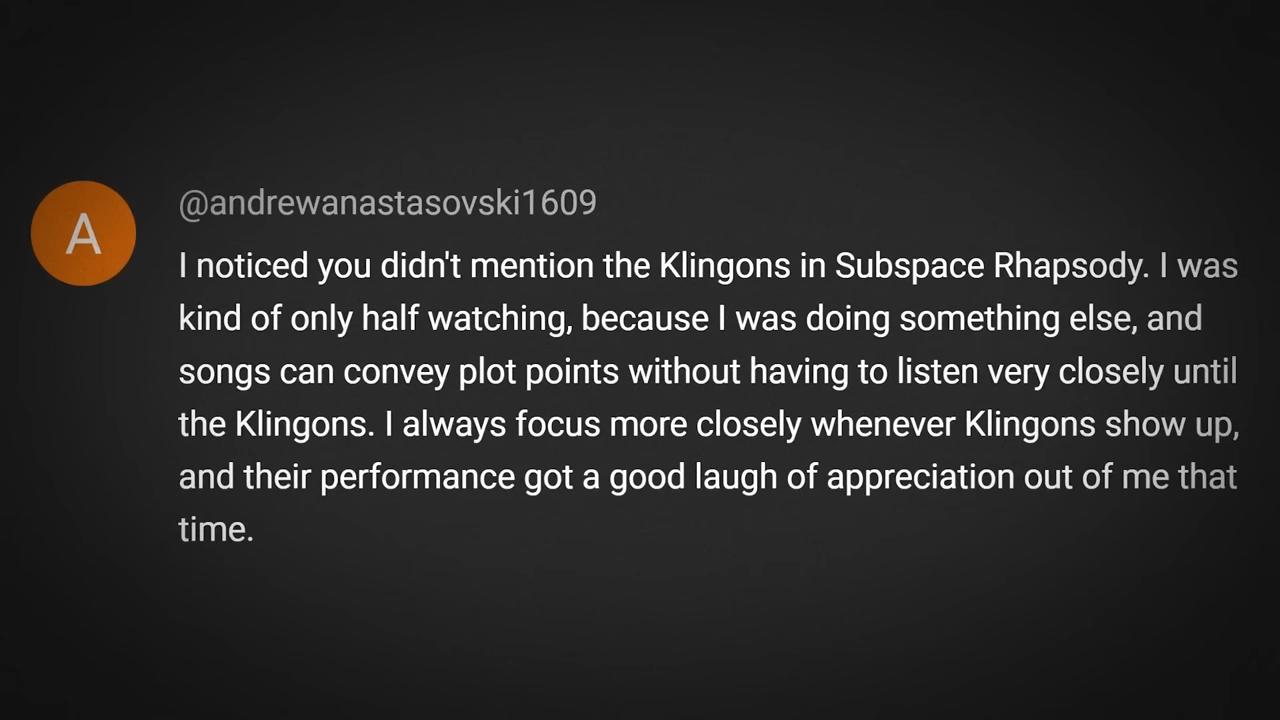 A
@andrewanastasovski1609
I noticed you didn't mention the Klingons in Subspace Rhapsody. I was
kind of only half watching, because I was doing something else, and
songs can convey plot points without having to listen very closely until
the Klingons. I always focus more closely whenever Klingons show up,
and their performance got a good laugh of appreciation out of me that
time.